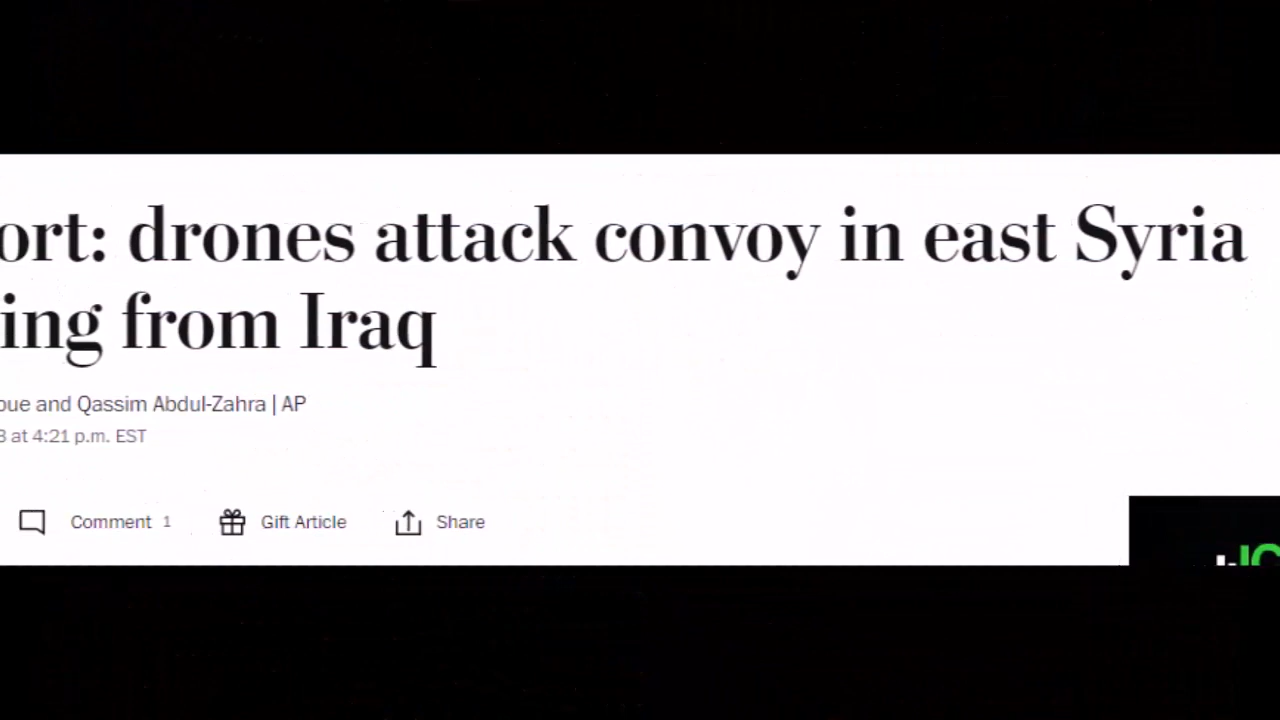 ort: drones attack convoy in east Syria
ing from Iraq
oue and Qassim Abdul-Zahra | AP
at 4:21 p.m. EST
Comment 1
Gift Article
Share